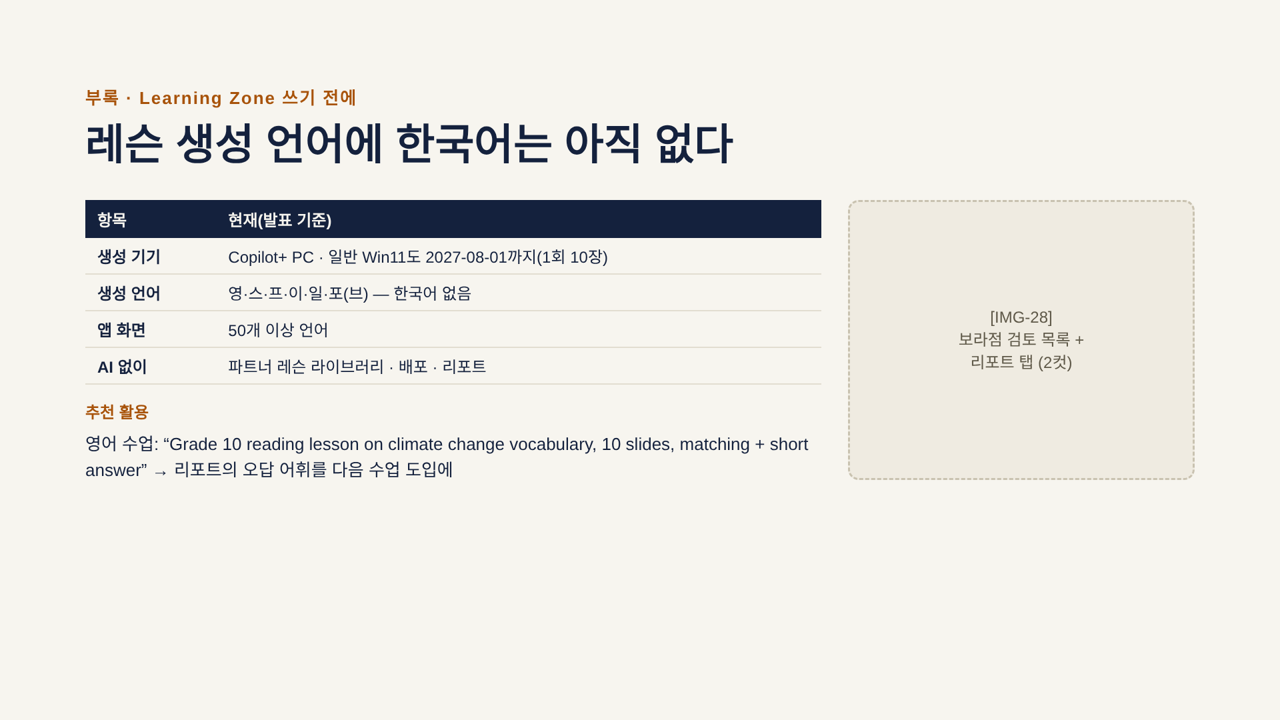 부록 · Learning Zone 쓰기 전에
레슨 생성 언어에 한국어는 아직 없다
항목 현재(발표 기준)
생성 기기 Copilot+ PC · 일반 Win11도 2027-08-01까지(1회 10장)
생성 언어 영·스·프·이·일·포(브) — 한국어 없음
앱 화면 50개 이상 언어
AI 없이 파트너 레슨 라이브러리 · 배포 · 리포트
추천 활용
영어 수업: “Grade 10 reading lesson on climate change vocabulary, 10 slides, matching + short
answer” → 리포트의 오답 어휘를 다음 수업 도입에
[IMG-28]
보라점 검토 목록 +
리포트 탭 (2컷)